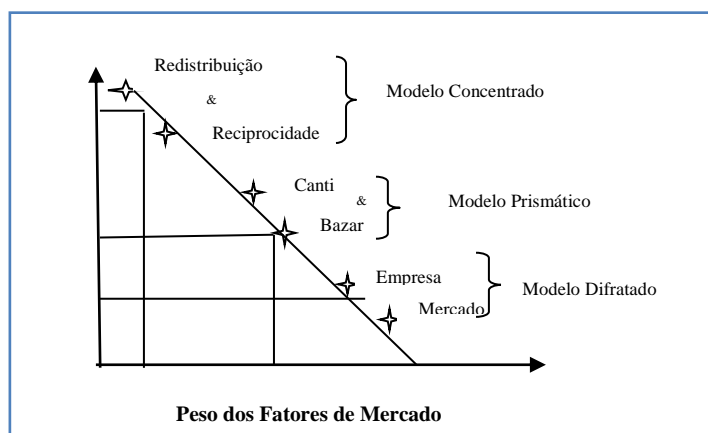 Redistribuição
&
Reciprocidade
Modelo Concentrado
Canti
&
Bazar
Modelo Prismático
Empresa
Mercado
Modelo Difratado
Peso dos Fatores de Mercado